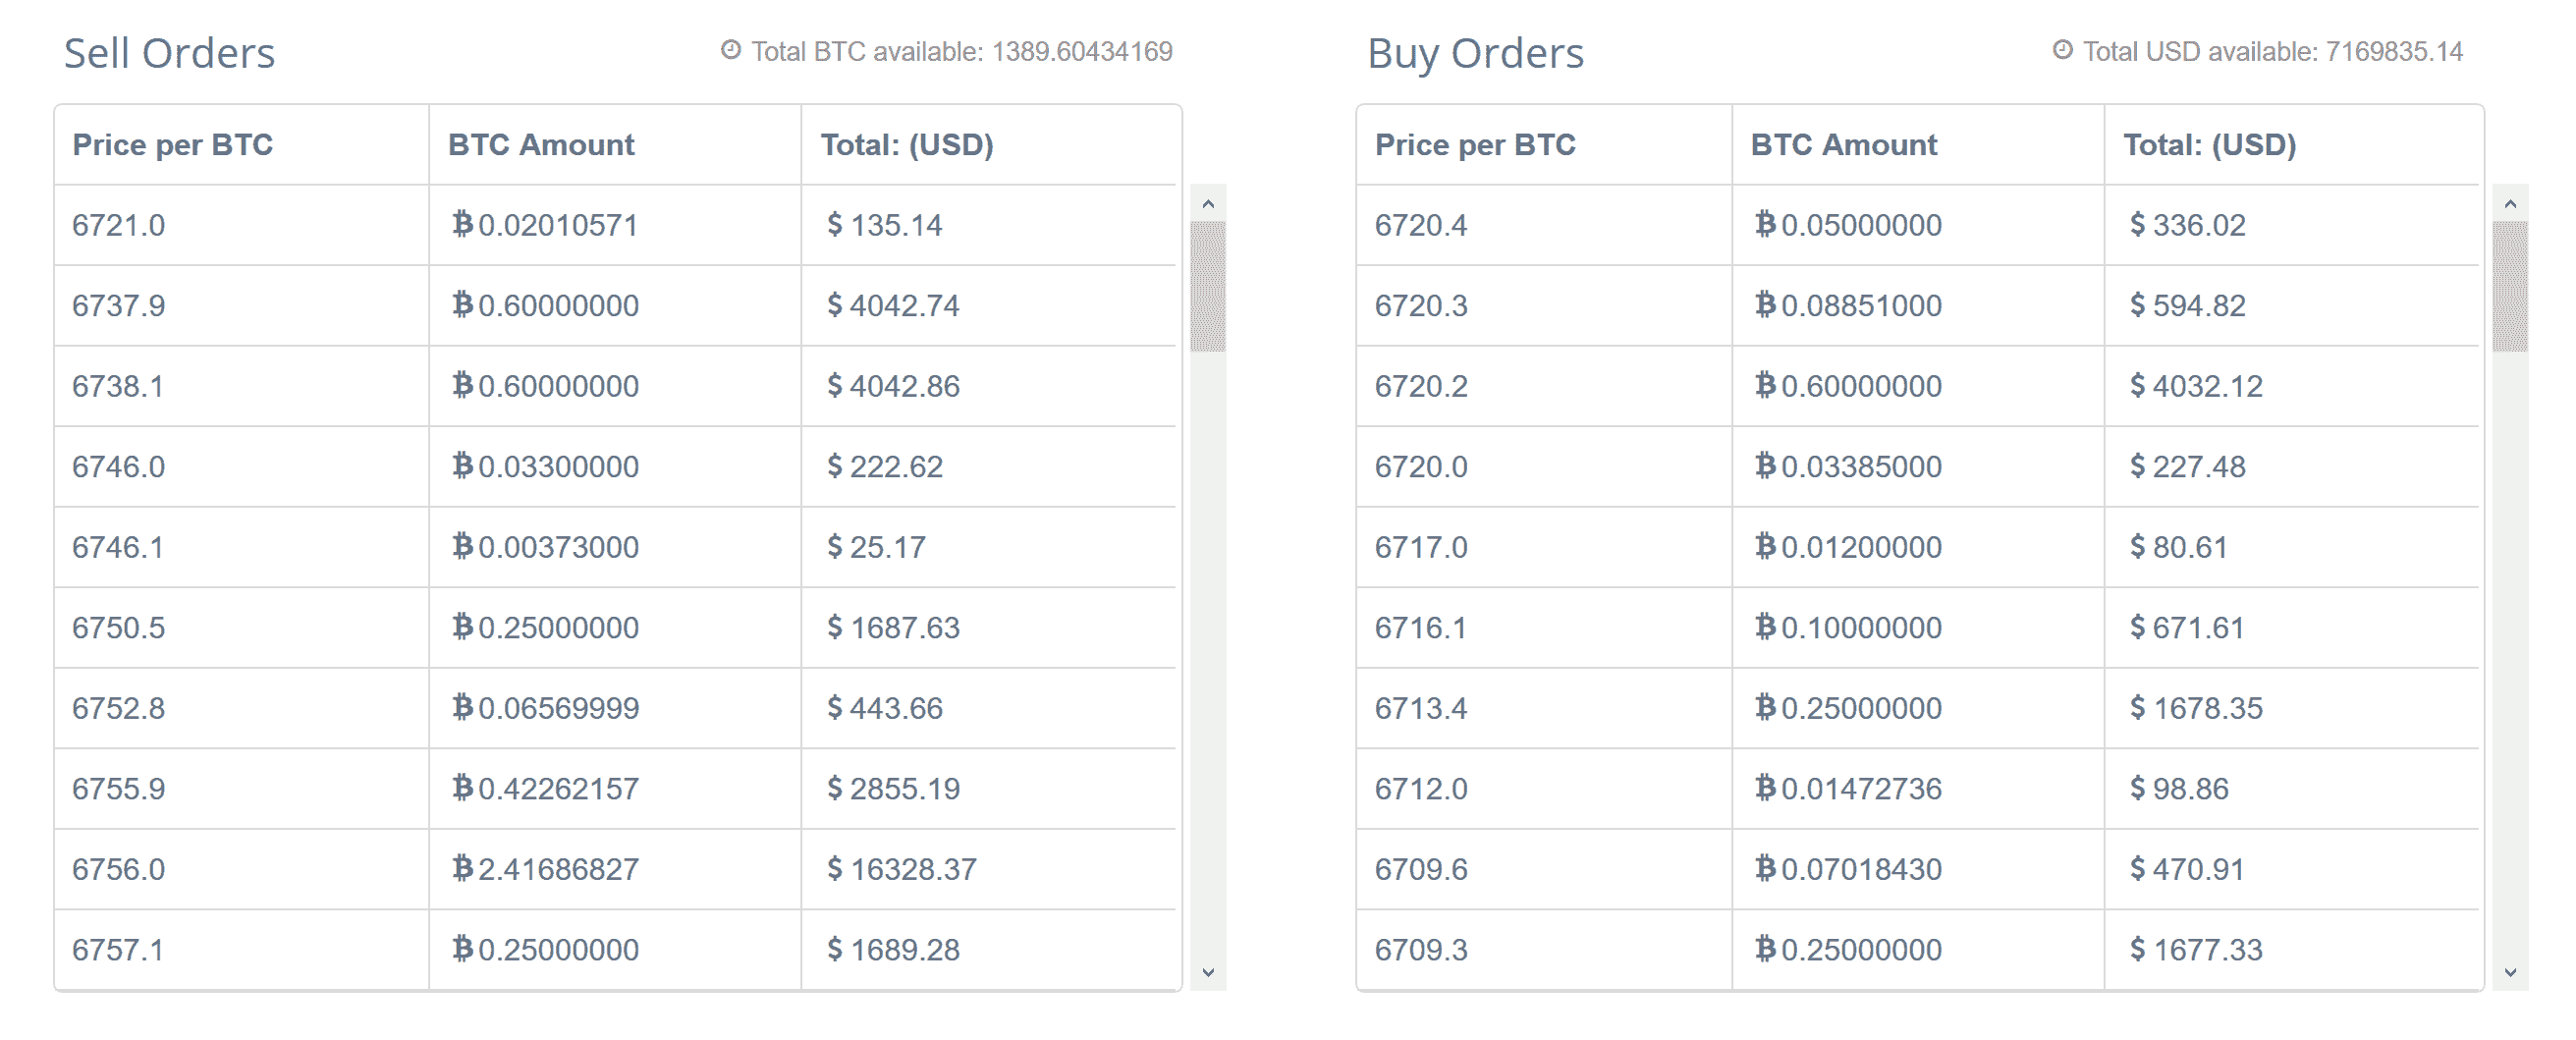 Sell Orders Total BTC available: 1389.60434169
Price per BTC BTC Amount Total: (USD)
6721.0 ₿0.02010571 $ 135.14
6737.9 ₿0.60000000 $ 4042.74
6738.1 ₿0.60000000 $ 4042.86
6746.0 ₿0.03300000 $ 222.62
6746.1 ₿0.00373000 $ 25.17
6750.5 ₿0.25000000 $ 1687.63
6752.8 ₿0.06569999 $ 443.66
6755.9 ₿0.42262157 $ 2855.19
6756.0 ₿2.41686827 $ 16328.37
6757.1 ₿0.25000000 $ 1689.28
Buy Orders Total USD available: 7169835.14
Price per BTC BTC Amount Total: (USD)
6720.4 ₿0.05000000 $ 336.02
6720.3 ₿0.08851000 $ 594.82
6720.2 ₿0.60000000 $ 4032.12
6720.0 ₿0.03385000 $ 227.48
6717.0 ₿0.01200000 $ 80.61
6716.1 ₿0.10000000 $ 671.61
6713.4 ₿0.25000000 $ 1678.35
6712.0 ₿0.01472736 $ 98.86
6709.6 ₿0.07018430 $ 470.91
6709.3 ₿0.25000000 $ 1677.33